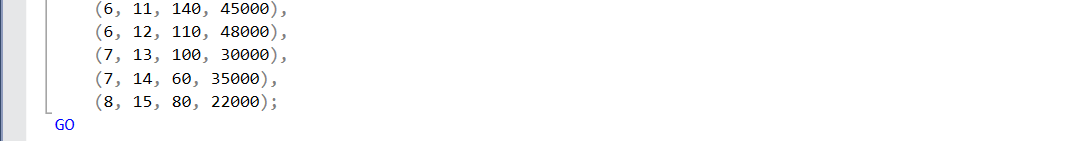 (6, 11, 140, 45000),
(6, 12, 110, 48000),
(7, 13, 100, 30000),
(7, 14, 60, 35000),
(8, 15, 80, 22000);
GO